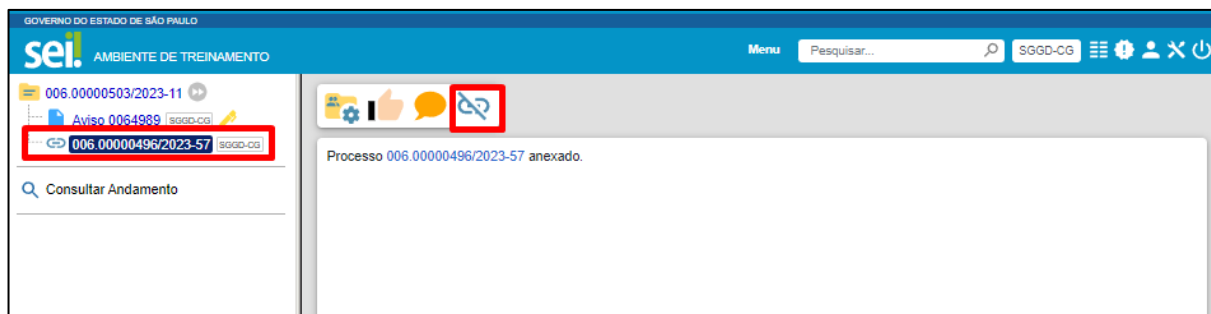 GOVERNO DO ESTADO DE SÃO PAULO
sei! AMBIENTE DE TREINAMENTO
Menu Pesquisar... SGGD-CG
006.00000503/2023-11
Aviso 0064989 SGGD-CG
006.00000496/2023-57 SGGD-CG
Consultar Andamento
Processo 006.00000496/2023-57 anexado.